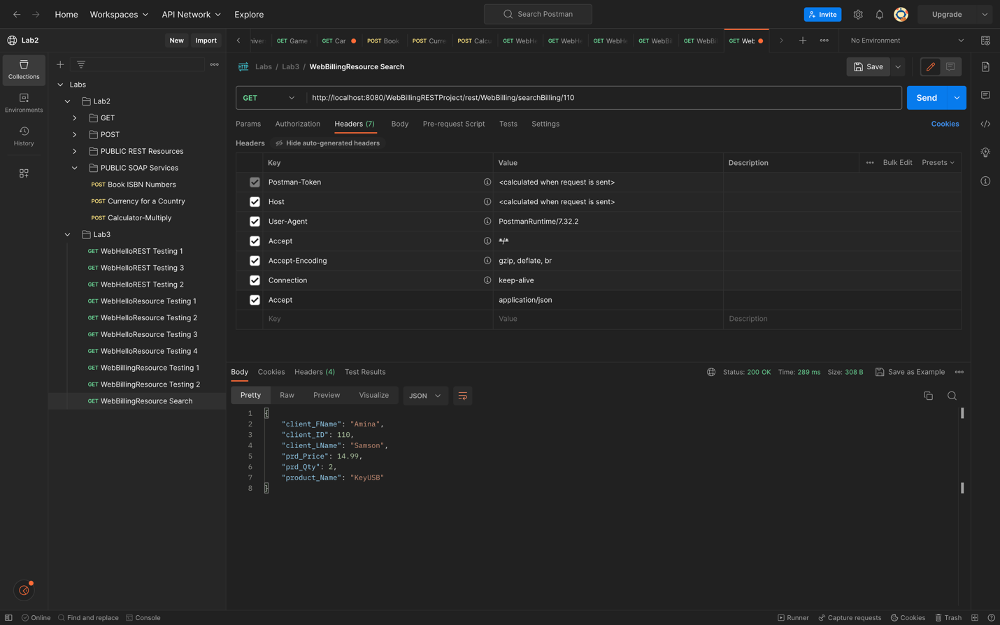 Home Workspaces API Network Explore Search Postman Invite Upgrade
Lab2 New Import GET Game GET Car POST Book POST Curre POST Calcu GET WebHe GET WebHe GET WebHe GET WebBi GET WebBi GET Web No Environment
Collections
Environments
History
Labs
Lab2
GET
POST
PUBLIC REST Resources
PUBLIC SOAP Services
POST Book ISBN Numbers
POST Currency for a Country
POST Calculator-Multiply
Lab3
GET WebHelloREST Testing 1
GET WebHelloREST Testing 3
GET WebHelloREST Testing 2
GET WebHelloResource Testing 1
GET WebHelloResource Testing 2
GET WebHelloResource Testing 3
GET WebHelloResource Testing 4
GET WebBillingResource Testing 1
GET WebBillingResource Testing 2
GET WebBillingResource Search
HTTP Labs / Lab3 / WebBillingResource Search Save
GET http://localhost:8080/WebBillingRESTProject/rest/WebBilling/searchBilling/110 Send
Params Authorization Headers (7) Body Pre-request Script Tests Settings Cookies
Headers Hide auto-generated headers
Key Value Description Bulk Edit Presets
Postman-Token <calculated when request is sent>
Host <calculated when request is sent>
User-Agent PostmanRuntime/7.32.2
Accept */*
Accept-Encoding gzip, deflate, br
Connection keep-alive
Accept application/json
Key Value Description
Body Cookies Headers (4) Test Results Status: 200 OK Time: 289 ms Size: 308 B Save as Example
Pretty Raw Preview Visualize JSON
1 {
2 "client_FName": "Amina",
3 "client_ID": 110,
4 "client_LName": "Samson",
5 "prd_Price": 14.99,
6 "prd_Qty": 2,
7 "product_Name": "KeyUSB"
8 }
Online Find and replace Console Runner Capture requests Cookies Trash